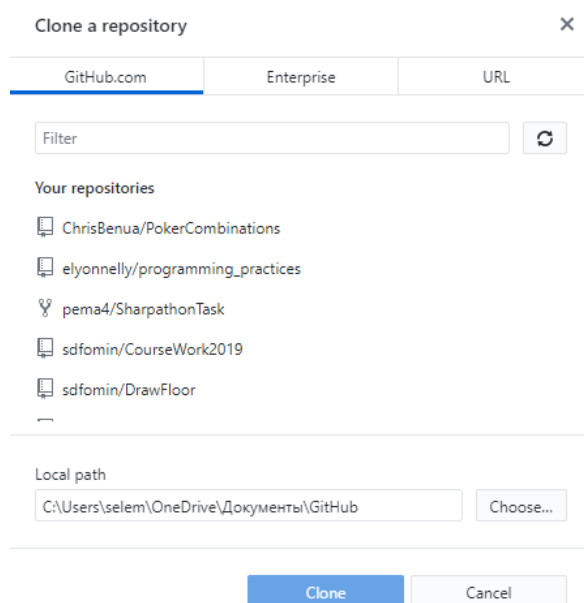 Clone a repository
GitHub.com Enterprise URL
Filter
Your repositories
ChrisBenua/PokerCombinations
elyonnelly/programming_practices
pema4/SharpathonTask
sdfomin/CourseWork2019
sdfomin/DrawFloor
Local path
C:\Users\selem\OneDrive\Документы\GitHub Choose...
Clone Cancel